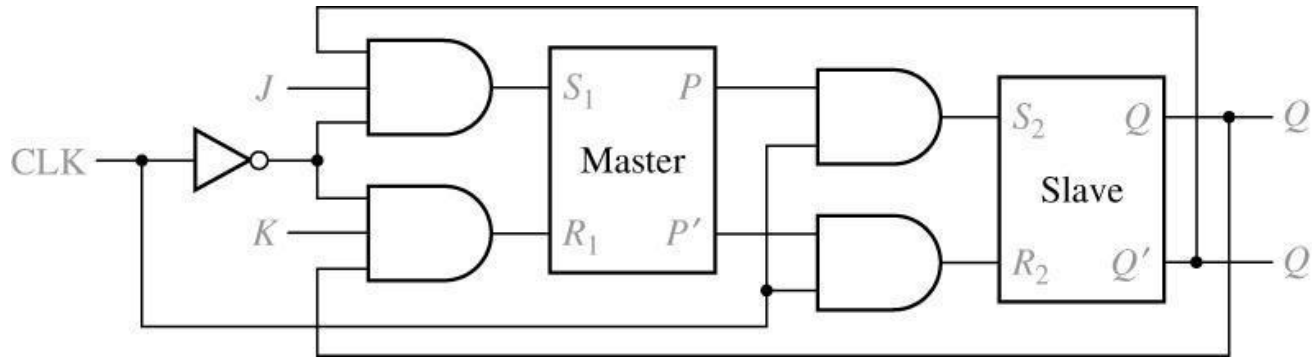 J
CLK
K
S₁ P
Master
R₁ P′
S₂ Q
Slave
R₂ Q′
Q
Q